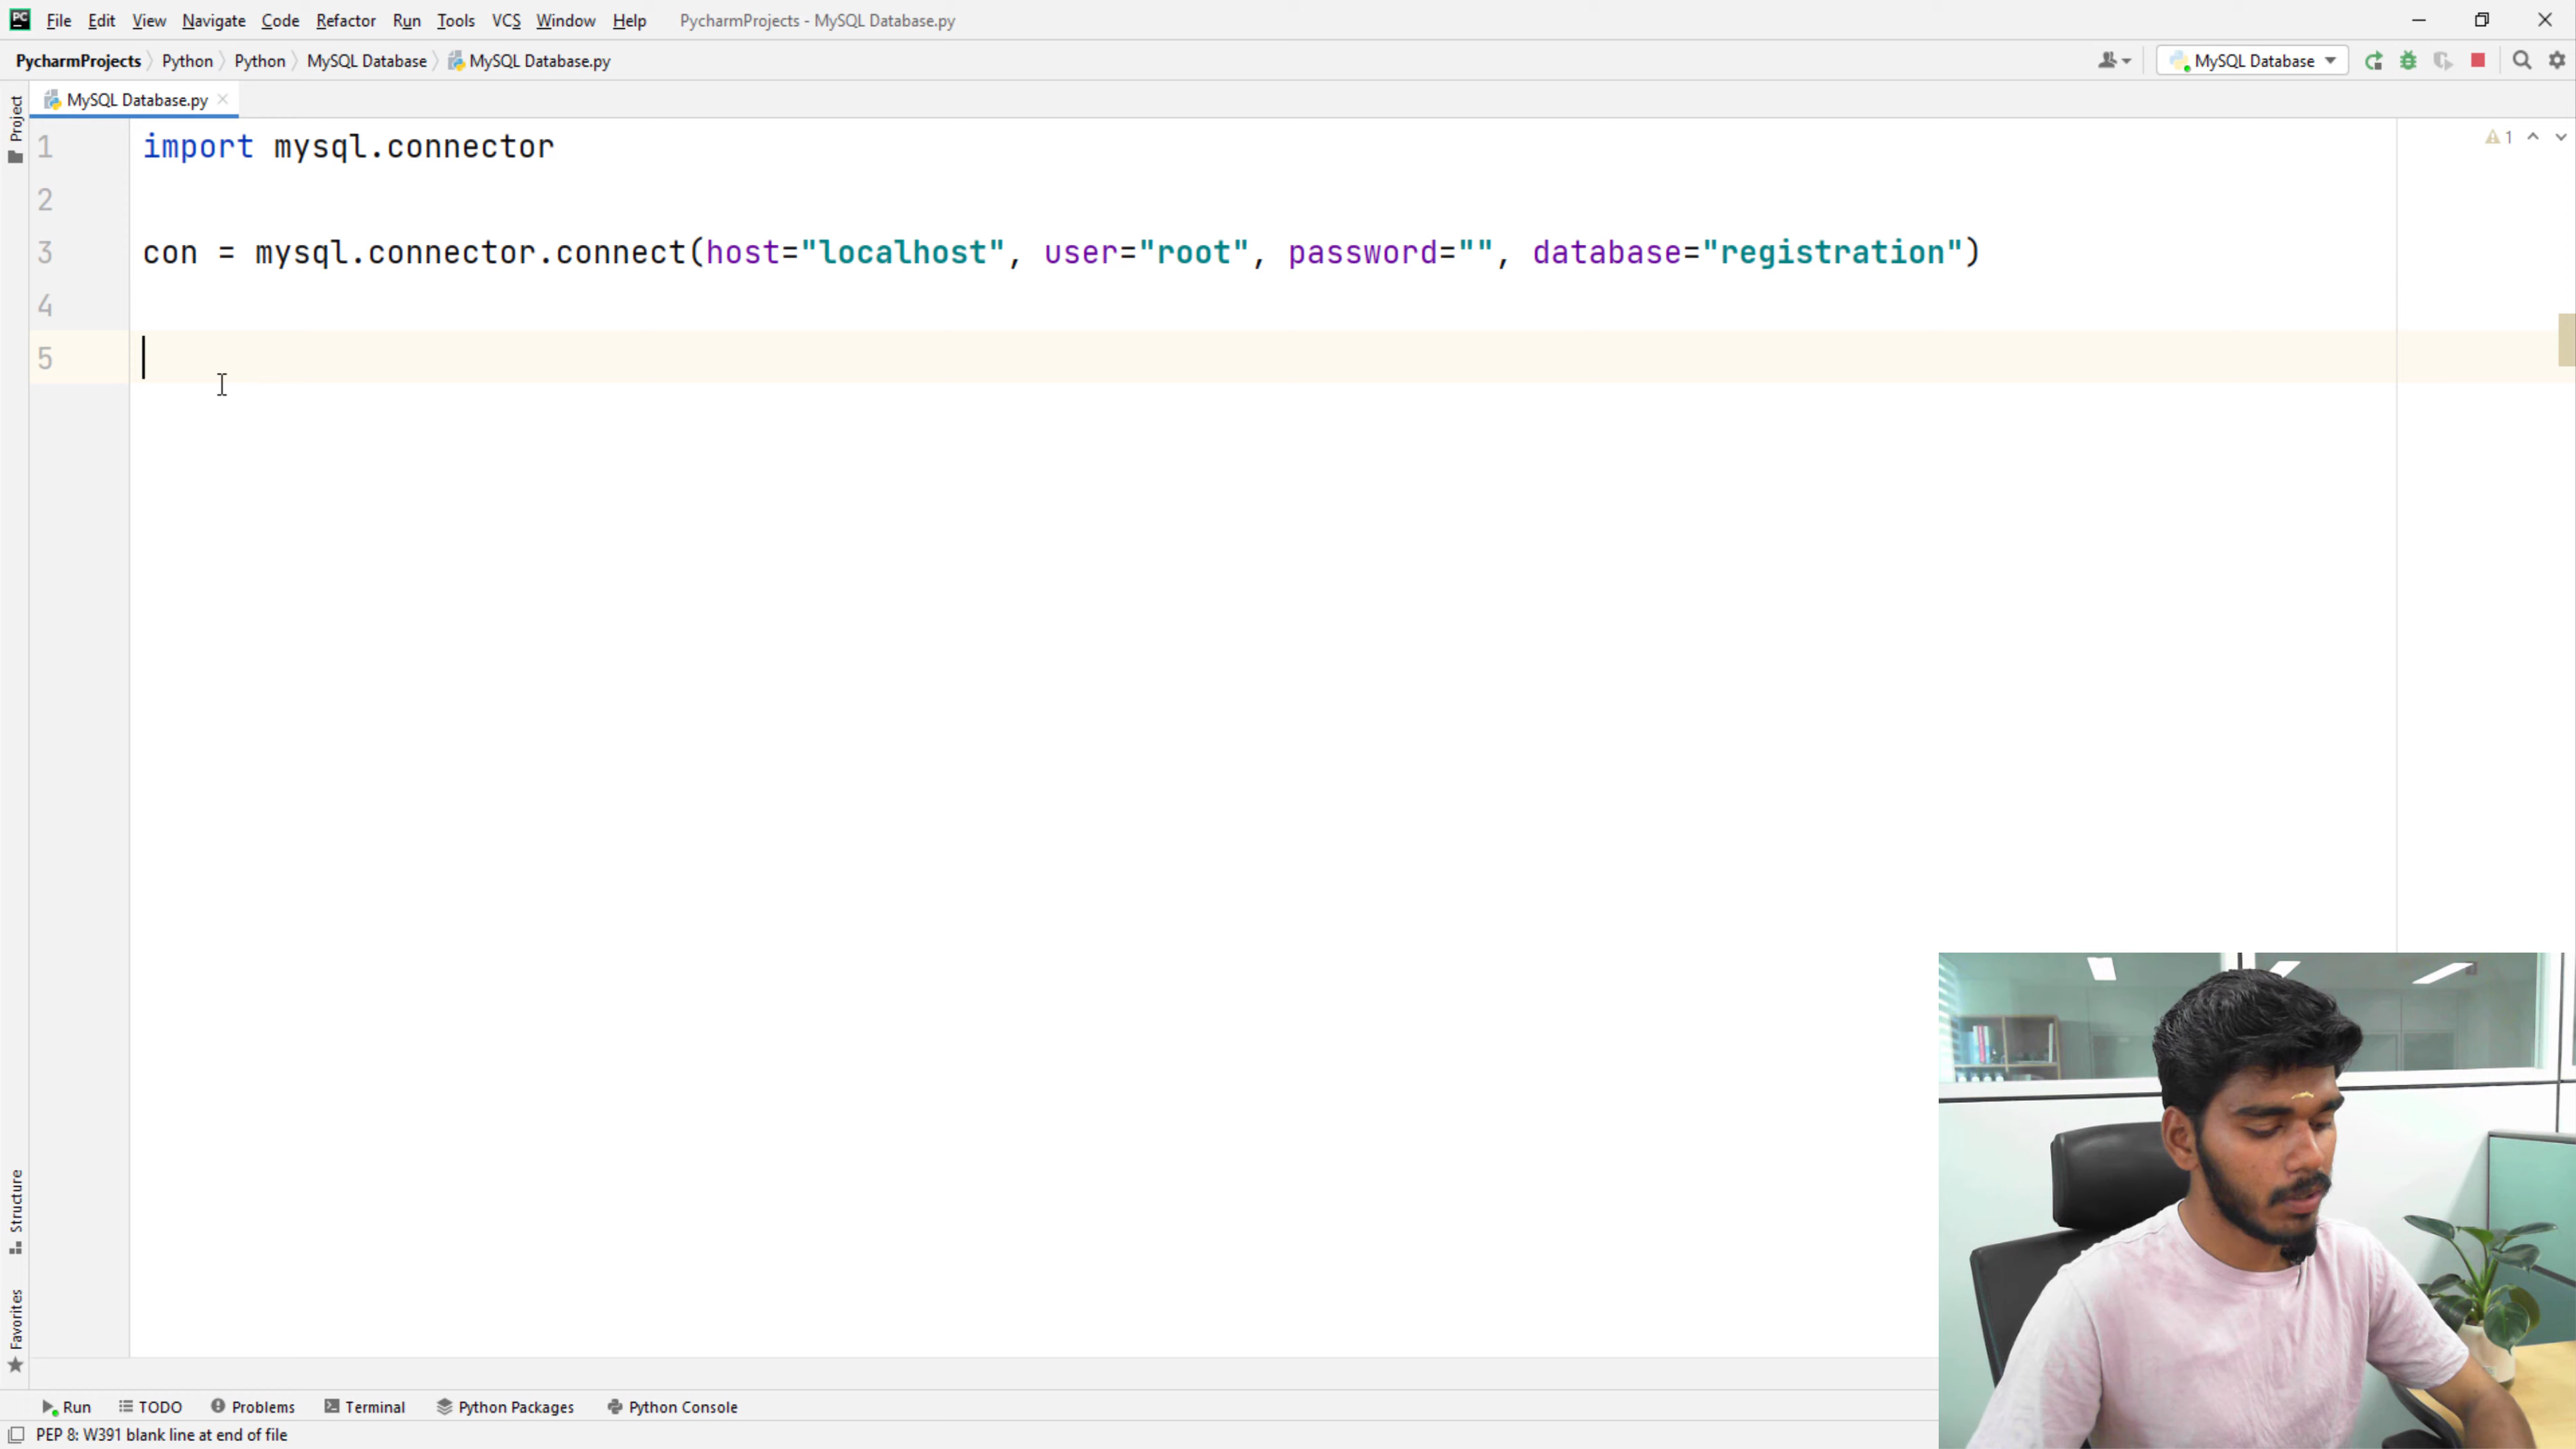 PC File Edit View Navigate Code Refactor Run Tools VCS Window Help PycharmProjects - MySQL Database.py
PycharmProjects Python Python MySQL Database MySQL Database.py MySQL Database
MySQL Database.py
Project
1 import mysql.connector
1
2
3 con = mysql.connector.connect(host="localhost", user="root", password="", database="registration")
4
5
Structure
Favorites
Run TODO Problems Terminal Python Packages Python Console
PEP 8: W391 blank line at end of file